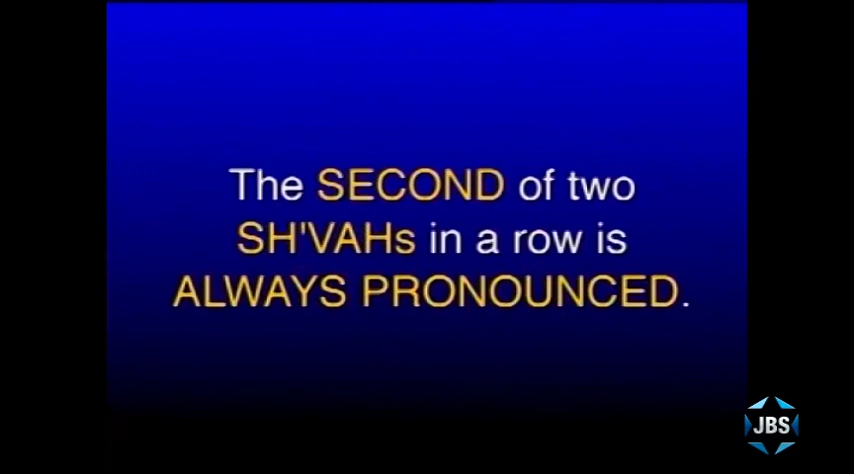 The SECOND of two
SH'VAHs in a row is
ALWAYS PRONOUNCED.
JBS